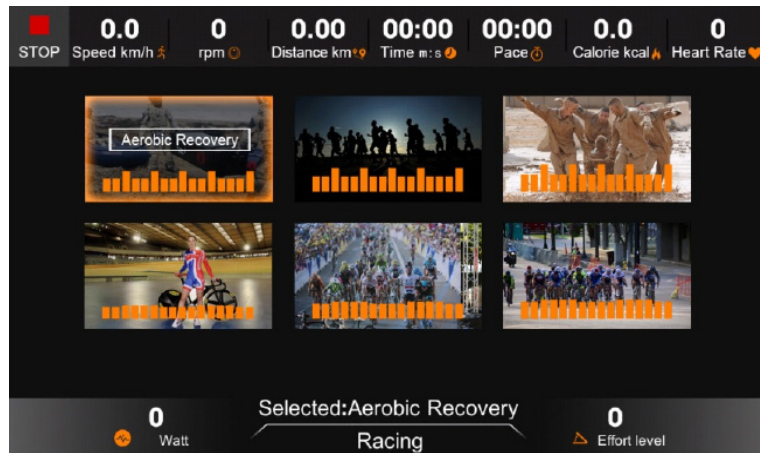 0.0 0 0.00 00:00 00:00 0.0 0
STOP Speed km/h rpm Distance km Time m:s Pace Calorie kcal Heart Rate
Aerobic Recovery
Selected:Aerobic Recovery
0 0
Watt Racing Effort level